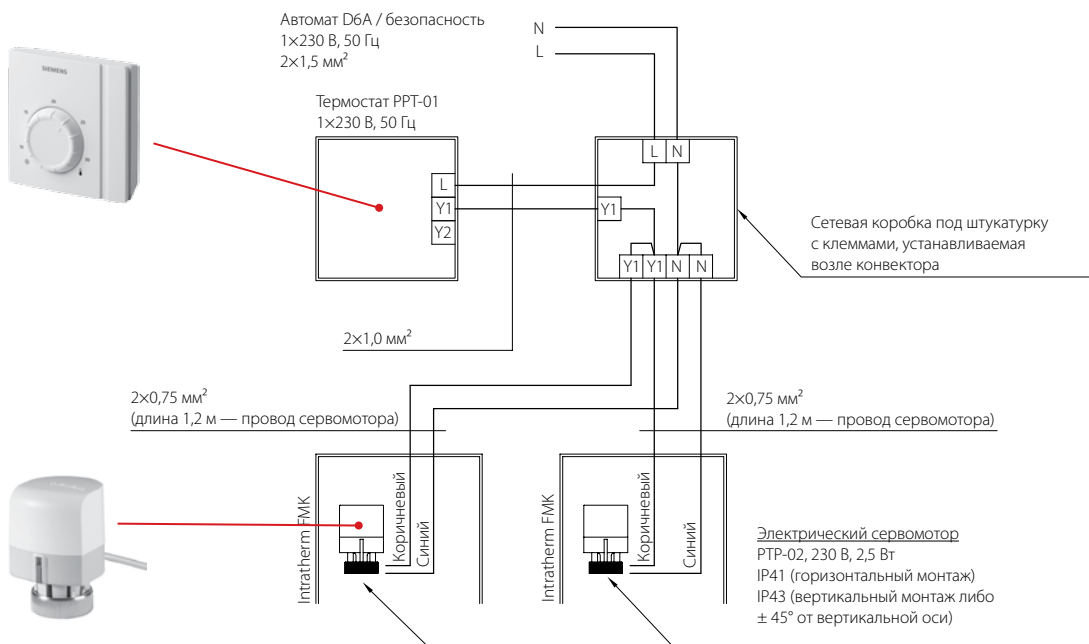 Автомат D6A / безопасность
1×230 В, 50 Гц
2×1,5 мм²
N
L
SIEMENS
Термостат PPT-01
1×230 В, 50 Гц
L
Y1
Y2
L N
Y1
Y1 Y1 N N
Сетевая коробка под штукатурку
с клеммами, устанавливаемая
возле конвектора
2×1,0 мм²
2×0,75 мм²
(длина 1,2 м — провод сервомотора)
2×0,75 мм²
(длина 1,2 м — провод сервомотора)
Intratherm FMK
Коричневый
Синий
Intratherm FMK
Коричневый
Синий
Электрический сервомотор
РТР-02, 230 В, 2,5 Вт
IP41 (горизонтальный монтаж)
IP43 (вертикальный монтаж либо
± 45° от вертикальной оси)